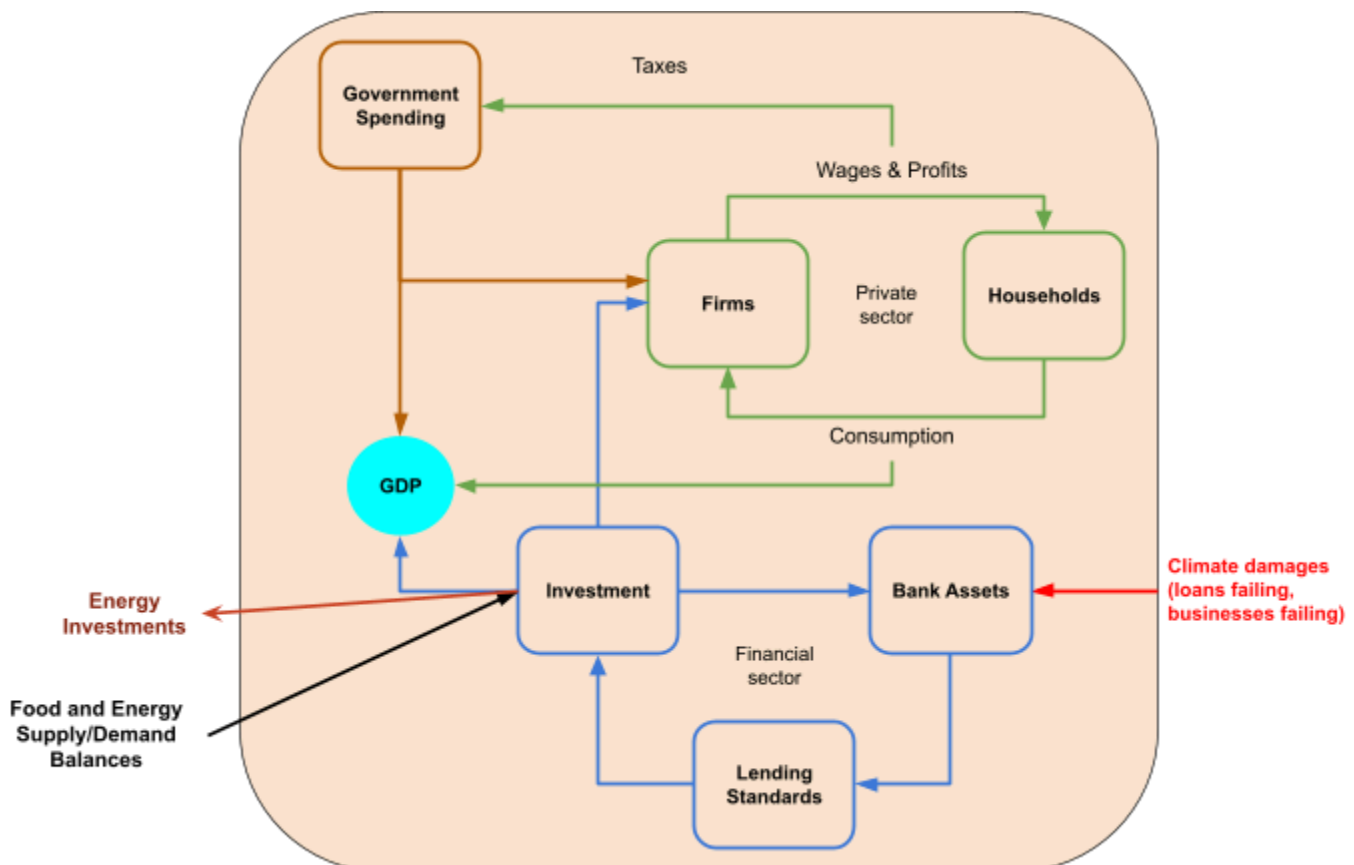 Taxes
Government
Spending
Wages & Profits
Firms
Private
sector
Households
Consumption
GDP
Investment
Bank Assets
Climate damages
(loans failing,
businesses failing)
Energy
Investments
Financial
sector
Food and Energy
Supply/Demand
Balances
Lending
Standards